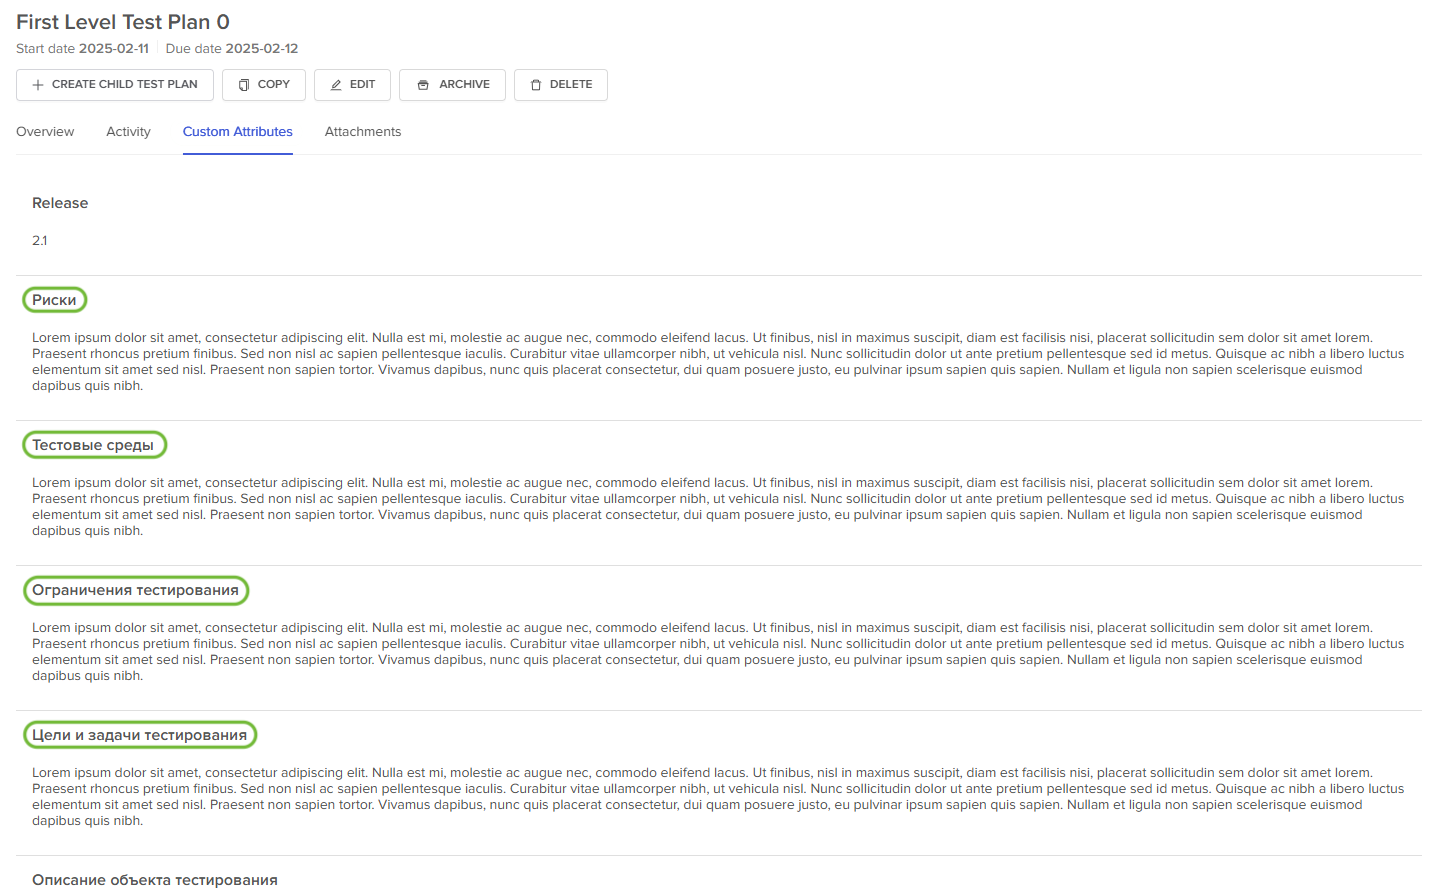 First Level Test Plan 0
Start date 2025-02-11 Due date 2025-02-12
CREATE CHILD TEST PLAN COPY EDIT ARCHIVE DELETE
Overview Activity Custom Attributes Attachments
Release
2.1
Риски
Lorem ipsum dolor sit amet, consectetur adipiscing elit. Nulla est mi, molestie ac augue nec, commodo eleifend lacus. Ut finibus, nisl in maximus suscipit, diam est facilisis nisi, placerat sollicitudin sem dolor sit amet lorem.
Praesent rhoncus pretium finibus. Sed non nisl ac sapien pellentesque iaculis. Curabitur vitae ullamcorper nibh, ut vehicula nisl. Nunc sollicitudin dolor ut ante pretium pellentesque sed id metus. Quisque ac nibh a libero luctus
elementum sit amet sed nisl. Praesent non sapien tortor. Vivamus dapibus, nunc quis placerat consectetur, dui quam posuere justo, eu pulvinar ipsum sapien quis sapien. Nullam et ligula non sapien scelerisque euismod
dapibus quis nibh.
Тестовые среды
Lorem ipsum dolor sit amet, consectetur adipiscing elit. Nulla est mi, molestie ac augue nec, commodo eleifend lacus. Ut finibus, nisl in maximus suscipit, diam est facilisis nisi, placerat sollicitudin sem dolor sit amet lorem.
Praesent rhoncus pretium finibus. Sed non nisl ac sapien pellentesque iaculis. Curabitur vitae ullamcorper nibh, ut vehicula nisl. Nunc sollicitudin dolor ut ante pretium pellentesque sed id metus. Quisque ac nibh a libero luctus
elementum sit amet sed nisl. Praesent non sapien tortor. Vivamus dapibus, nunc quis placerat consectetur, dui quam posuere justo, eu pulvinar ipsum sapien quis sapien. Nullam et ligula non sapien scelerisque euismod
dapibus quis nibh.
Ограничения тестирования
Lorem ipsum dolor sit amet, consectetur adipiscing elit. Nulla est mi, molestie ac augue nec, commodo eleifend lacus. Ut finibus, nisl in maximus suscipit, diam est facilisis nisi, placerat sollicitudin sem dolor sit amet lorem.
Praesent rhoncus pretium finibus. Sed non nisl ac sapien pellentesque iaculis. Curabitur vitae ullamcorper nibh, ut vehicula nisl. Nunc sollicitudin dolor ut ante pretium pellentesque sed id metus. Quisque ac nibh a libero luctus
elementum sit amet sed nisl. Praesent non sapien tortor. Vivamus dapibus, nunc quis placerat consectetur, dui quam posuere justo, eu pulvinar ipsum sapien quis sapien. Nullam et ligula non sapien scelerisque euismod
dapibus quis nibh.
Цели и задачи тестирования
Lorem ipsum dolor sit amet, consectetur adipiscing elit. Nulla est mi, molestie ac augue nec, commodo eleifend lacus. Ut finibus, nisl in maximus suscipit, diam est facilisis nisi, placerat sollicitudin sem dolor sit amet lorem.
Praesent rhoncus pretium finibus. Sed non nisl ac sapien pellentesque iaculis. Curabitur vitae ullamcorper nibh, ut vehicula nisl. Nunc sollicitudin dolor ut ante pretium pellentesque sed id metus. Quisque ac nibh a libero luctus
elementum sit amet sed nisl. Praesent non sapien tortor. Vivamus dapibus, nunc quis placerat consectetur, dui quam posuere justo, eu pulvinar ipsum sapien quis sapien. Nullam et ligula non sapien scelerisque euismod
dapibus quis nibh.
Описание объекта тестирования